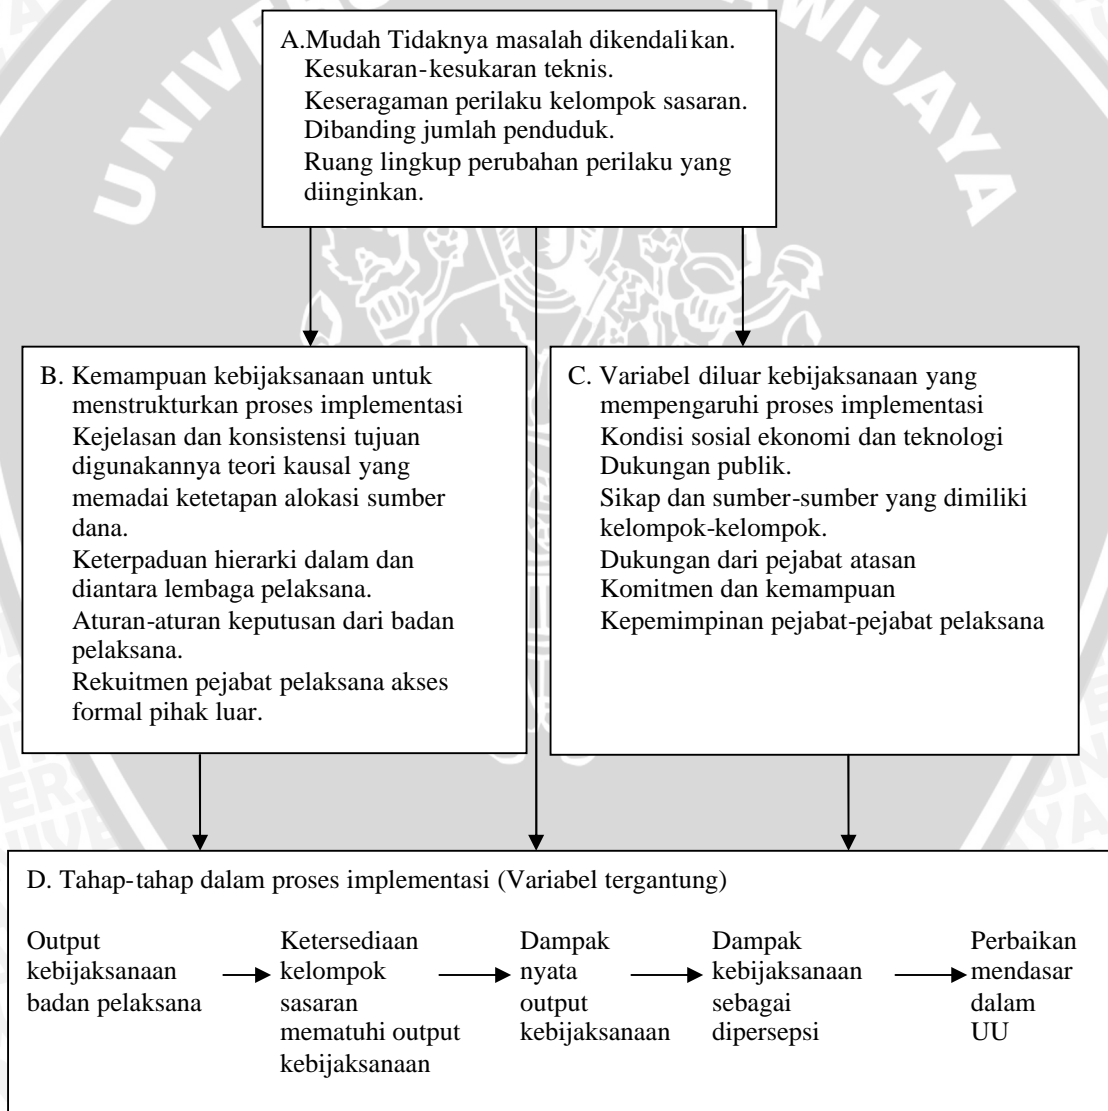 UNIVERSITAS BRAWIJAYA
A.Mudah Tidaknya masalah dikendalikan.
Kesukaran-kesukaran teknis.
Keseragaman perilaku kelompok sasaran.
Dibanding jumlah penduduk.
Ruang lingkup perubahan perilaku yang
diinginkan.
B. Kemampuan kebijaksanaan untuk
menstrukturkan proses implementasi
Kejelasan dan konsistensi tujuan
digunakannya teori kausal yang
memadai ketetapan alokasi sumber
dana.
Keterpaduan hierarki dalam dan
diantara lembaga pelaksana.
Aturan-aturan keputusan dari badan
pelaksana.
Rekuitmen pejabat pelaksana akses
formal pihak luar.
C. Variabel diluar kebijaksanaan yang
mempengaruhi proses implementasi
Kondisi sosial ekonomi dan teknologi
Dukungan publik.
Sikap dan sumber-sumber yang dimiliki
kelompok-kelompok.
Dukungan dari pejabat atasan
Komitmen dan kemampuan
Kepemimpinan pejabat-pejabat pelaksana
D. Tahap-tahap dalam proses implementasi (Variabel tergantung)
Output
kebijaksanaan
badan pelaksana
Ketersediaan
kelompok
sasaran
mematuhi output
kebijaksanaan
Dampak
nyata
output
kebijaksanaan
Dampak
kebijaksanaan
sebagai
dipersepsi
Perbaikan
mendasar
dalam
UU